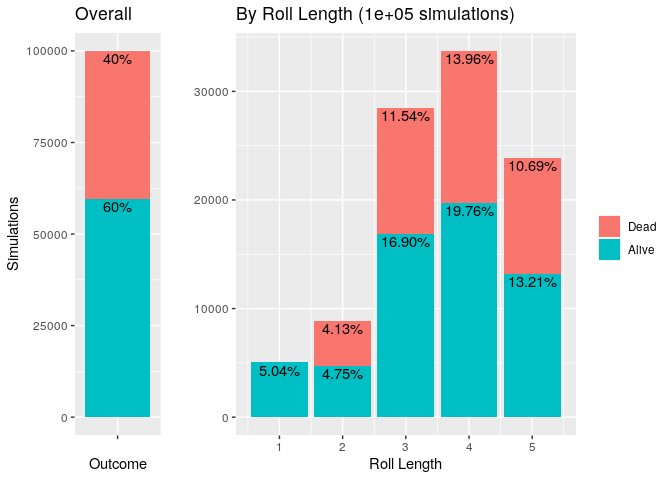 Overall
By Roll Length (1e+05 simulations)
Simulations
100000
75000
50000
25000
0
40%
60%
Outcome
30000
20000
10000
0
5.04%
4.13%
4.75%
11.54%
16.90%
13.96%
19.76%
10.69%
13.21%
1 2 3 4 5
Roll Length
Dead
Alive